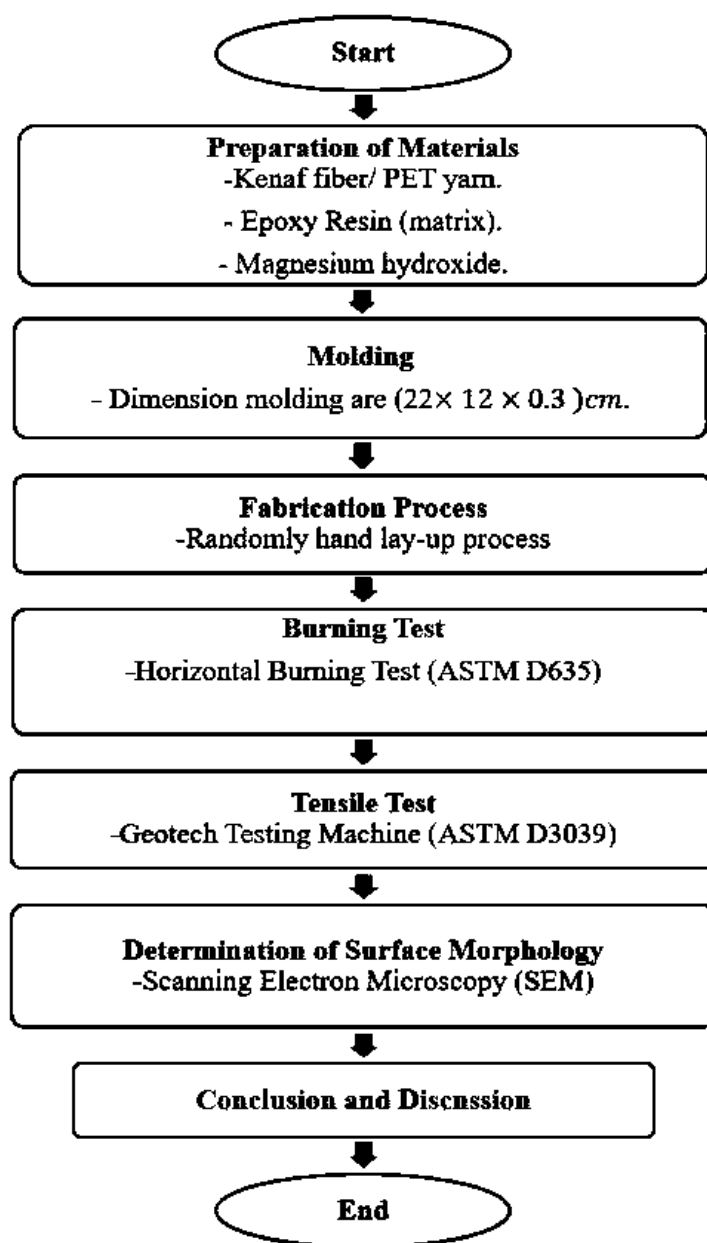 Start
Preparation of Materials
-Kenaf fiber/ PET yarn.
- Epoxy Resin (matrix).
- Magnesium hydroxide.
Molding
- Dimension molding are (22× 12 × 0.3 )cm.
Fabrication Process
-Randomly hand lay-up process
Burning Test
-Horizontal Burning Test (ASTM D635)
Tensile Test
-Geotech Testing Machine (ASTM D3039)
Determination of Surface Morphology
-Scanning Electron Microscopy (SEM)
Conclusion and Discnssion
End